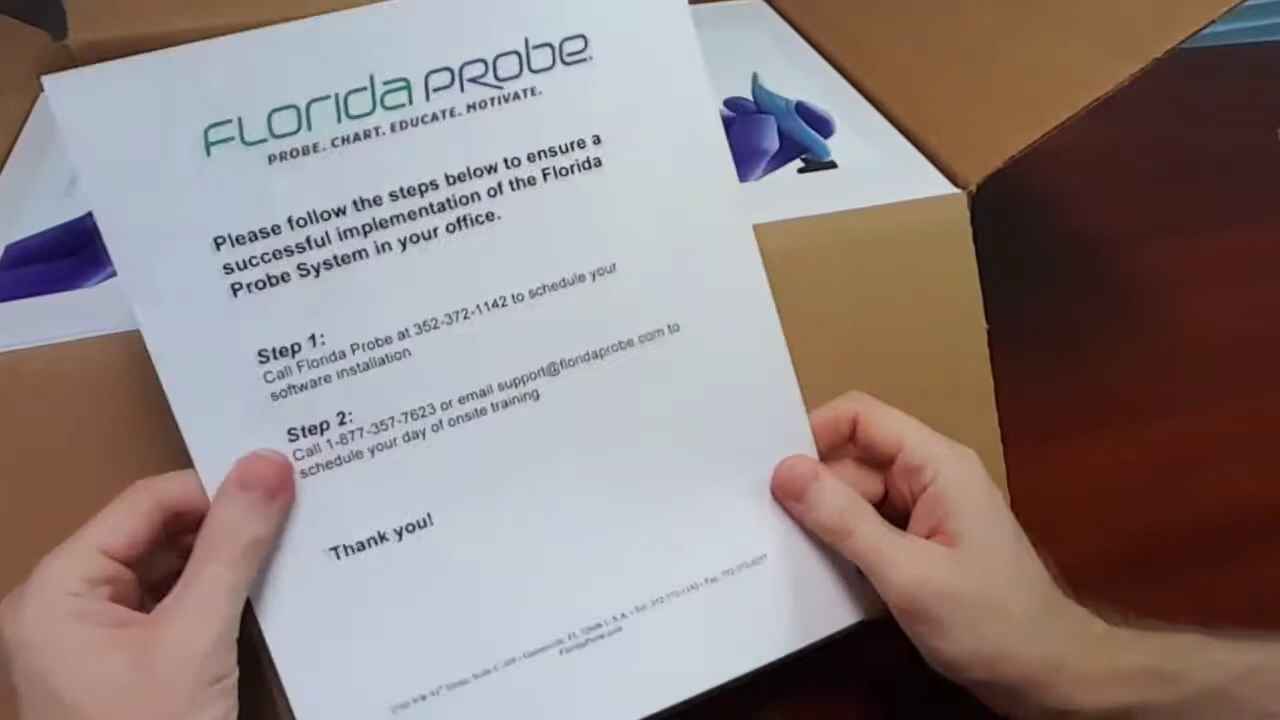 FLORIDA PROBE
PROBE. CHART. EDUCATE. MOTIVATE.
Please follow the steps below to ensure a
successful implementation of the Florida
Probe System in your office.
Step 1:
Call Florida Probe at 352-372-1142 to schedule your
software installation
Step 2:
Call 1-877-357-7623 or email support@floridaprobe.com to
schedule your day of onsite training
Thank you!
FloridaProbe.com